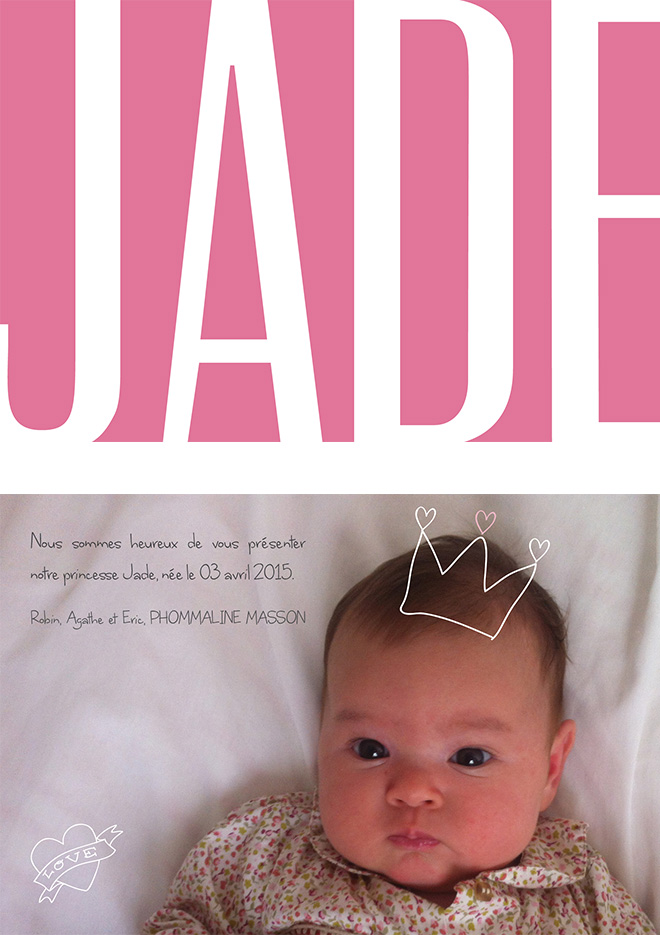 JADE
Nous sommes heureux de vous présenter
notre princesse Jade, née le 03 avril 2015.
Robin, Agathe et Eric, PHOMMALINE MASSON
LOVE